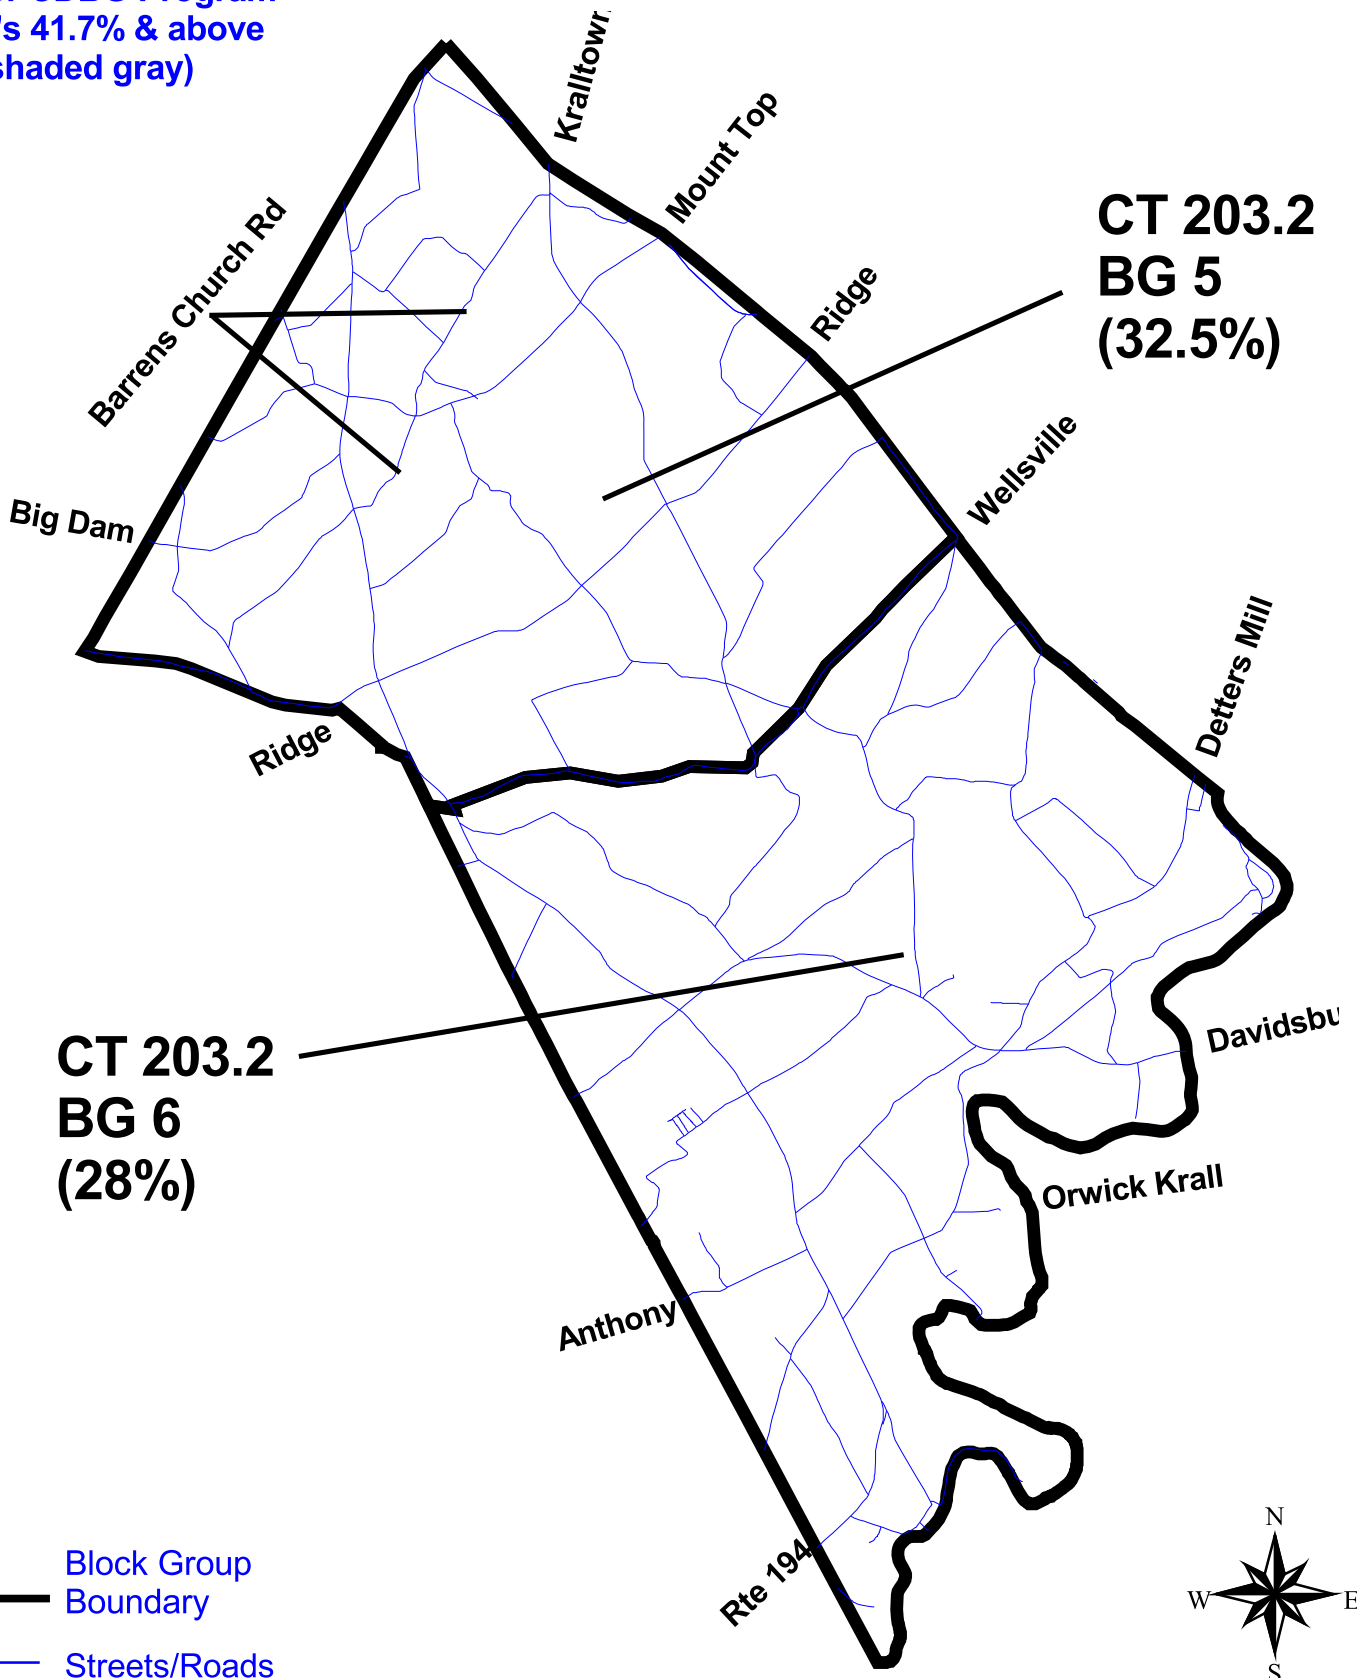 's 41.7% & above
shaded gray)
Mount Top
Barrens Church Rd
CT 203.2
BG 5
(32.5%)
Ridge
Wellsville
Big Dam
Detters Mill
Ridge
CT 203.2
BG 6
(28%)
Orwick Krall
Anthony
Rte 194
Block Group
Boundary
Streets/Roads
N
W
E
S